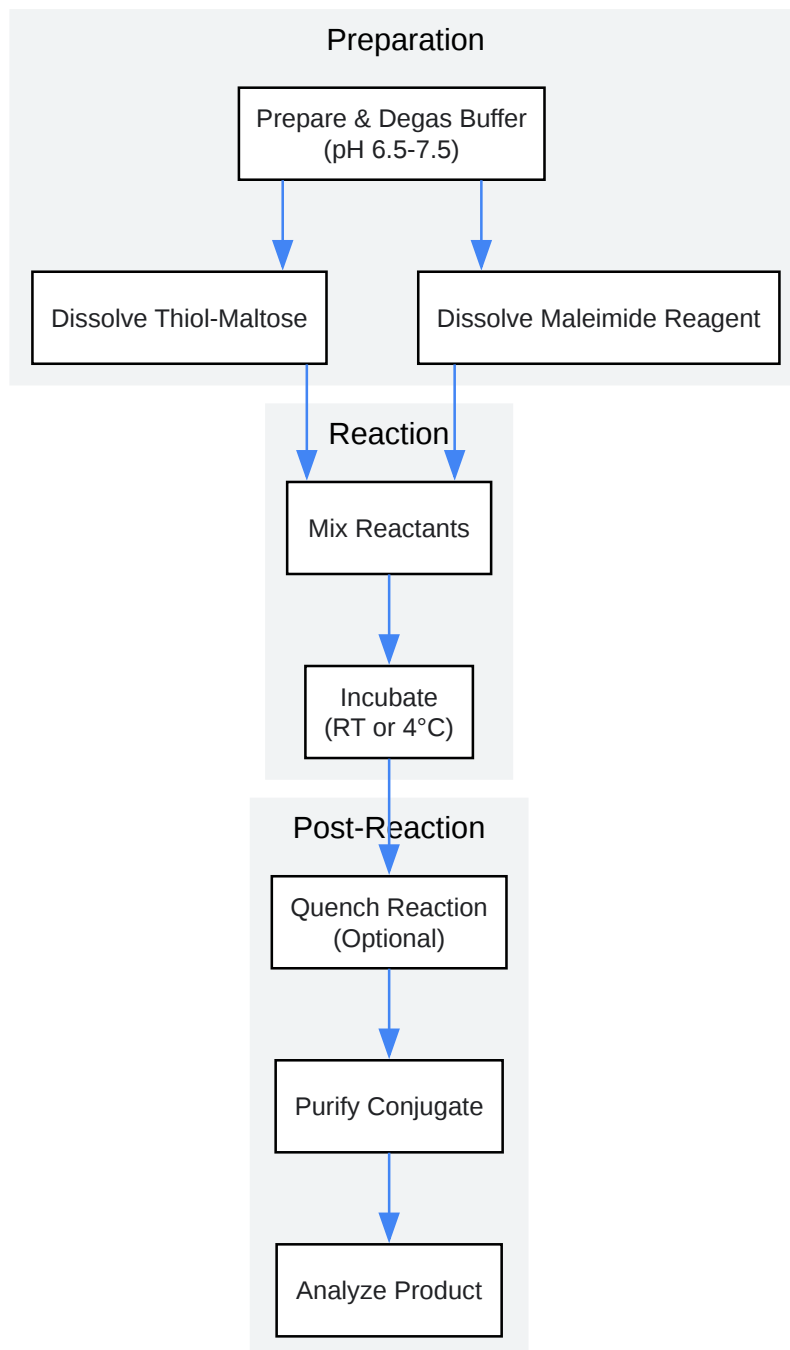 Preparation
Prepare & Degas Buffer
(pH 6.5-7.5)
Dissolve Thiol-Maltose
Dissolve Maleimide Reagent
Reaction
Mix Reactants
Incubate
(RT or 4°C)
Post-Reaction
Quench Reaction
(Optional)
Purify Conjugate
Analyze Product